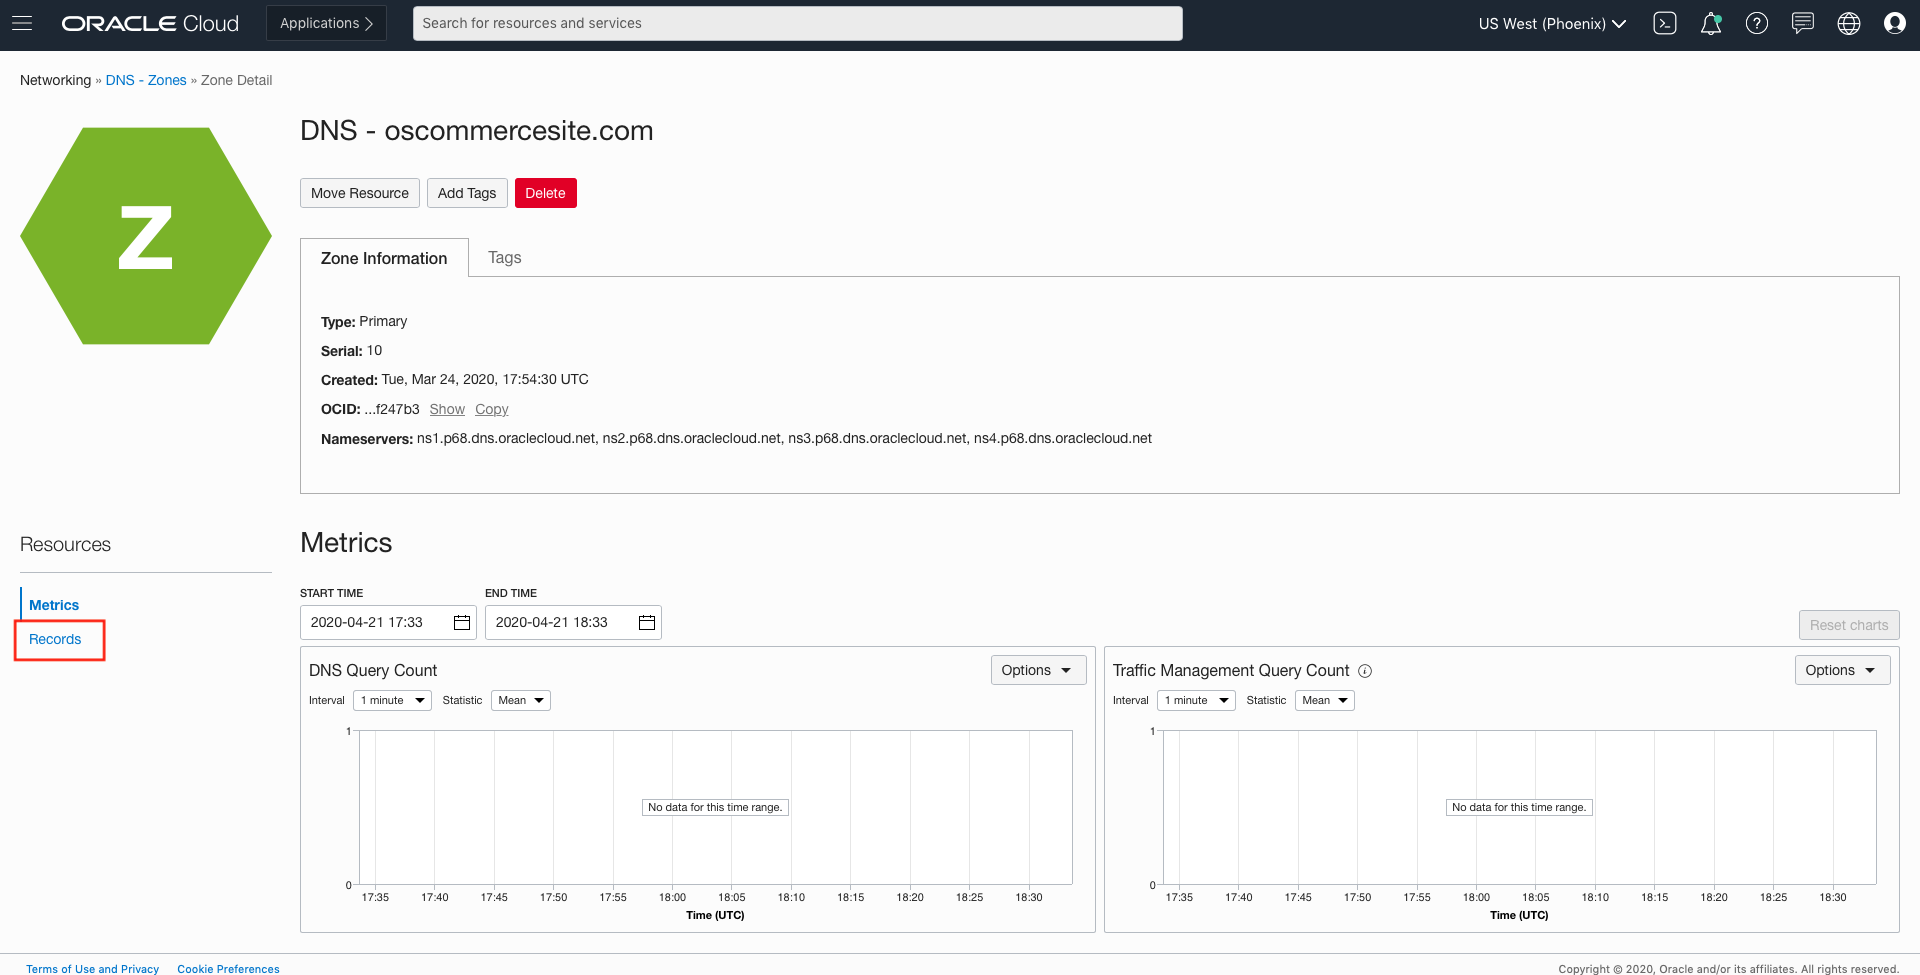 ORACLE Cloud
Applications
Search for resources and services
US West (Phoenix)
Networking » DNS - Zones » Zone Detail
Z
DNS - oscommercesite.com
Move Resource Add Tags Delete
Zone Information Tags
Type: Primary
Serial: 10
Created: Tue, Mar 24, 2020, 17:54:30 UTC
OCID: ...f247b3 Show Copy
Nameservers: ns1.p68.dns.oraclecloud.net, ns2.p68.dns.oraclecloud.net, ns3.p68.dns.oraclecloud.net, ns4.p68.dns.oraclecloud.net
Resources
Metrics
Records
Metrics
START TIME END TIME
2020-04-21 17:33 2020-04-21 18:33
Reset charts
DNS Query Count Options
Interval 1 minute Statistic Mean
1
No data for this time range.
0
17:35 17:40 17:45 17:50 17:55 18:00 18:05 18:10 18:15 18:20 18:25 18:30
Time (UTC)
Traffic Management Query Count Options
Interval 1 minute Statistic Mean
1
No data for this time range.
0
17:35 17:40 17:45 17:50 17:55 18:00 18:05 18:10 18:15 18:20 18:25 18:30
Time (UTC)
Terms of Use and Privacy Cookie Preferences
Copyright © 2020, Oracle and/or its affiliates. All rights reserved.